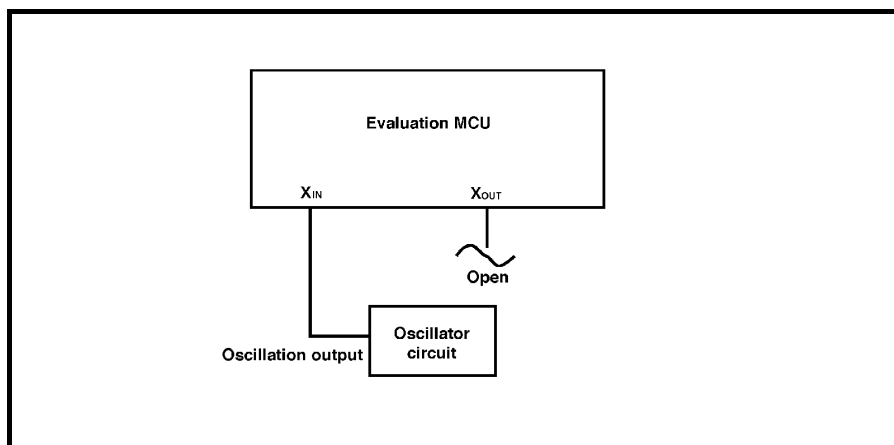 Evaluation MCU
XIN
XOUT
Open
Oscillator
circuit
Oscillation output